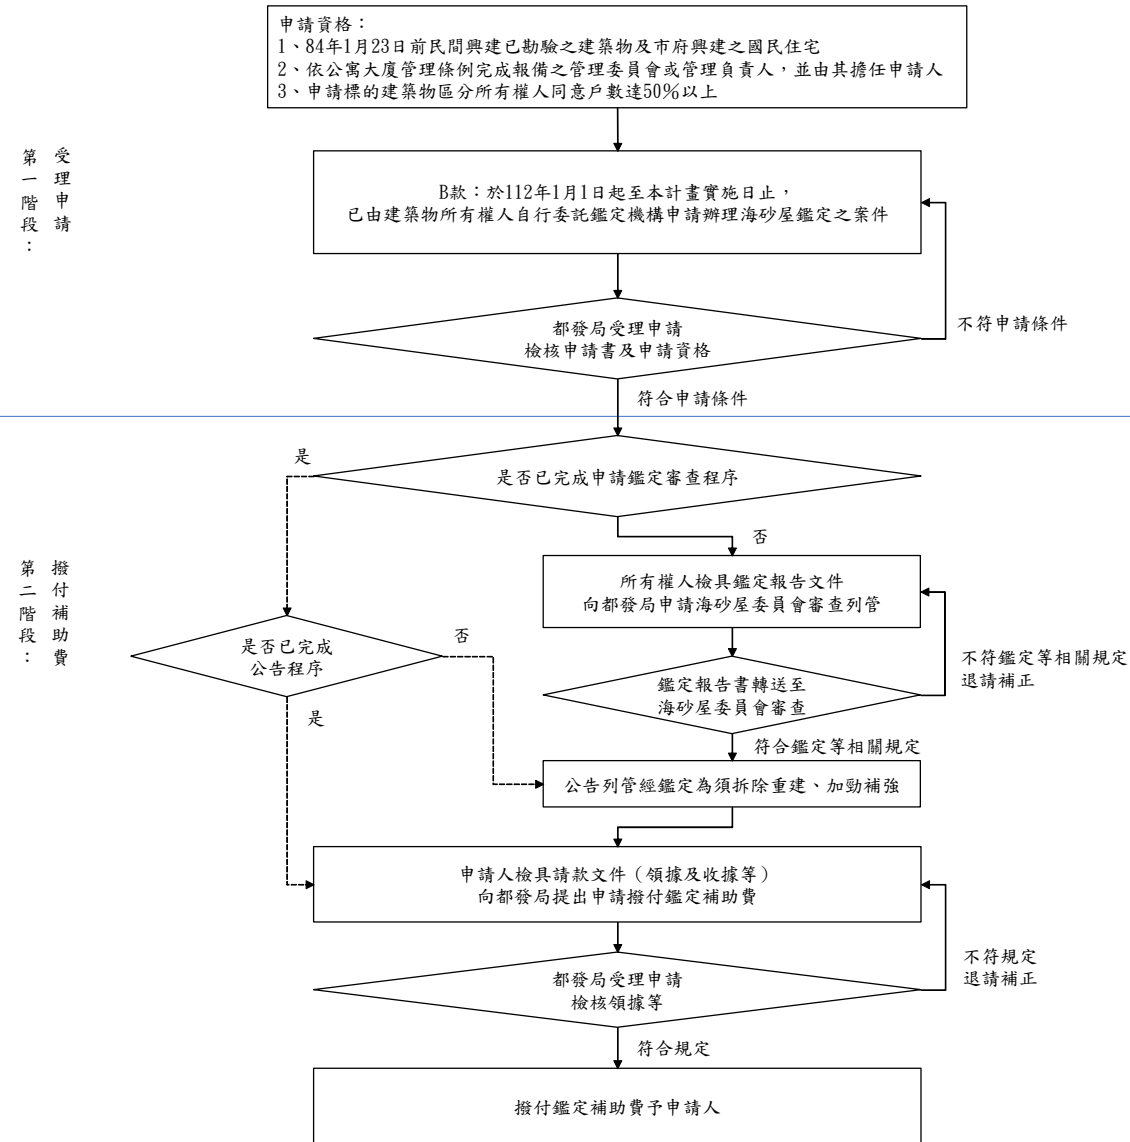 申請資格：
1、84年1月23日前民間興建已勘驗之建築物及市府興建之國民住宅
2、依公寓大廈管理條例完成報備之管理委員會或管理負責人，並由其擔任申請人
3、申請標的建築物區分所有權人同意戶數達50%以上
第一階段：
受理申請
B款：於112年1月1日起至本計畫實施日止，
已由建築物所有權人自行委託鑑定機構申請辦理海砂屋鑑定之案件
都發局受理申請
檢核申請書及申請資格
不符申請條件
符合申請條件
是
是否已完成申請鑑定審查程序
否
第二階段：
撥付補助費
所有權人檢具鑑定報告文件
向都發局申請海砂屋委員會審查列管
是否已完成
公告程序
否
是
鑑定報告書轉送至
海砂屋委員會審查
不符鑑定等相關規定
退請補正
符合鑑定等相關規定
公告列管經鑑定為須拆除重建、加勁補強
申請人檢具請款文件（領據及收據等）
向都發局提出申請撥付鑑定補助費
都發局受理申請
檢核領據等
不符規定
退請補正
符合規定
撥付鑑定補助費予申請人